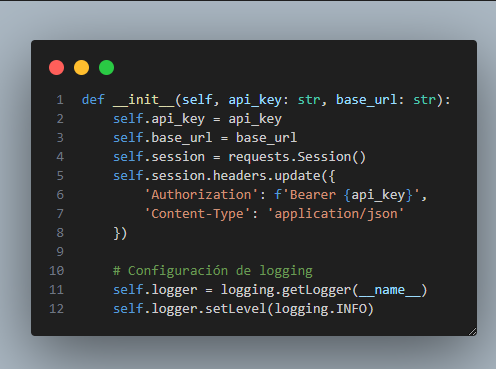 1 def __init__(self, api_key: str, base_url: str):
2     self.api_key = api_key
3     self.base_url = base_url
4     self.session = requests.Session()
5     self.session.headers.update({
6         'Authorization': f'Bearer {api_key}',
7         'Content-Type': 'application/json'
8     })
9
10     # Configuración de logging
11     self.logger = logging.getLogger(__name__)
12     self.logger.setLevel(logging.INFO)